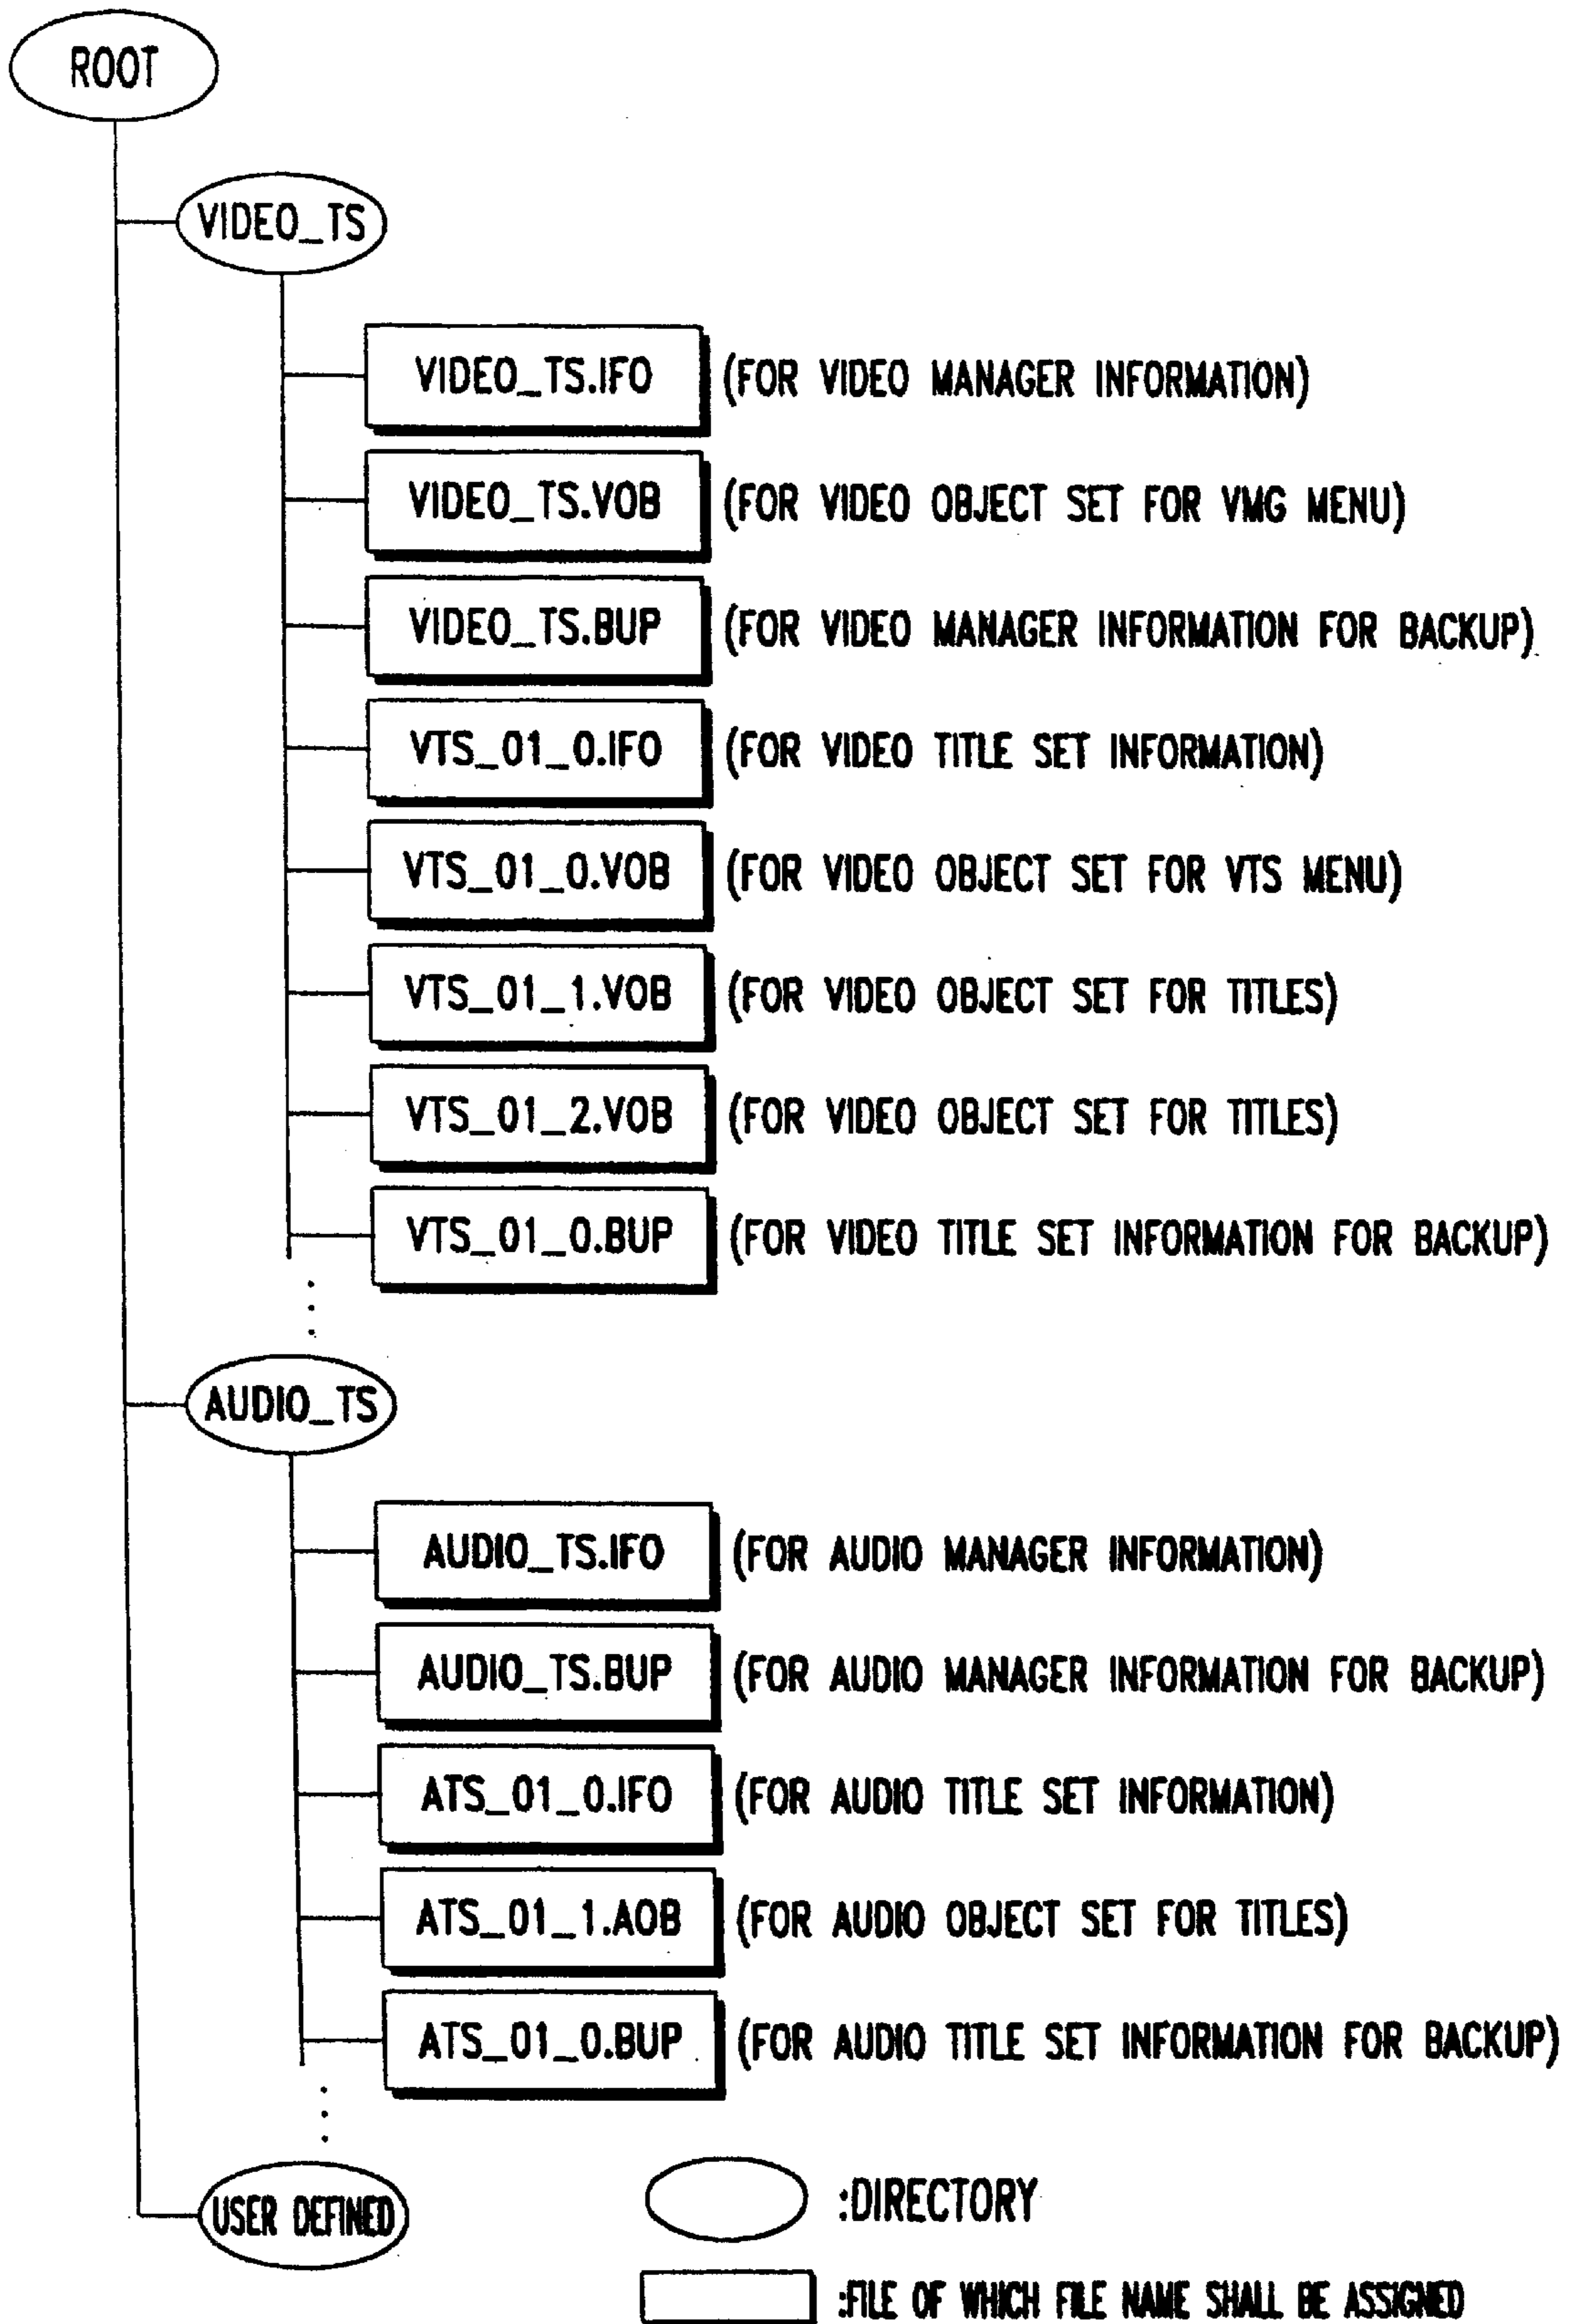 ROOT
VIDEO_TS
VIDEO_TS.IFO (FOR VIDEO MANAGER INFORMATION)
VIDEO_TS.VOB (FOR VIDEO OBJECT SET FOR VMG MENU)
VIDEO_TS.BUP (FOR VIDEO MANAGER INFORMATION FOR BACKUP)
VTS_01_0.IFO (FOR VIDEO TITLE SET INFORMATION)
VTS_01_0.VOB (FOR VIDEO OBJECT SET FOR VTS MENU)
VTS_01_1.VOB (FOR VIDEO OBJECT SET FOR TITLES)
VTS_01_2.VOB (FOR VIDEO OBJECT SET FOR TITLES)
VTS_01_0.BUP (FOR VIDEO TITLE SET INFORMATION FOR BACKUP)
AUDIO_TS
AUDIO_TS.IFO (FOR AUDIO MANAGER INFORMATION)
AUDIO_TS.BUP (FOR AUDIO MANAGER INFORMATION FOR BACKUP)
ATS_01_0.IFO (FOR AUDIO TITLE SET INFORMATION)
ATS_01_1.AOB (FOR AUDIO OBJECT SET FOR TITLES)
ATS_01_0.BUP (FOR AUDIO TITLE SET INFORMATION FOR BACKUP)
USER DEFINED
:DIRECTORY
:FILE OF WHICH FILE NAME SHALL BE ASSIGNED